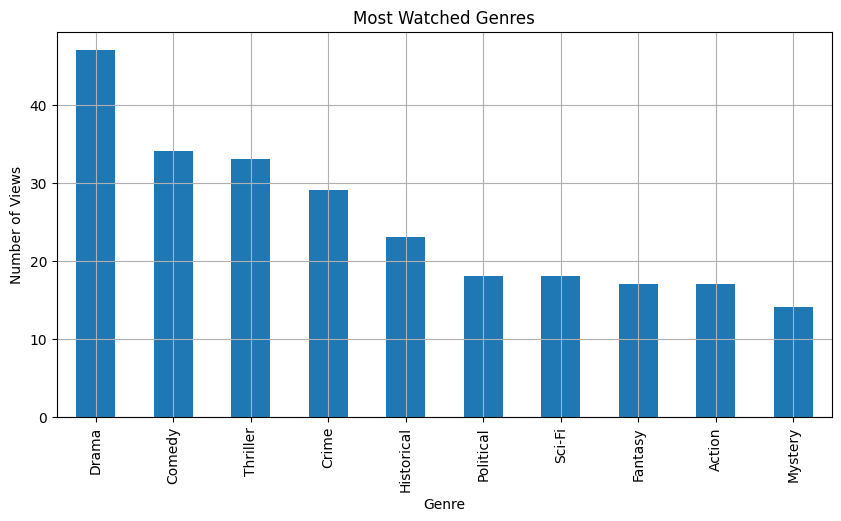 Most Watched Genres
Number of Views
40
30
20
10
0
Drama
Comedy
Thriller
Crime
Historical
Political
Sci-Fi
Fantasy
Action
Mystery
Genre